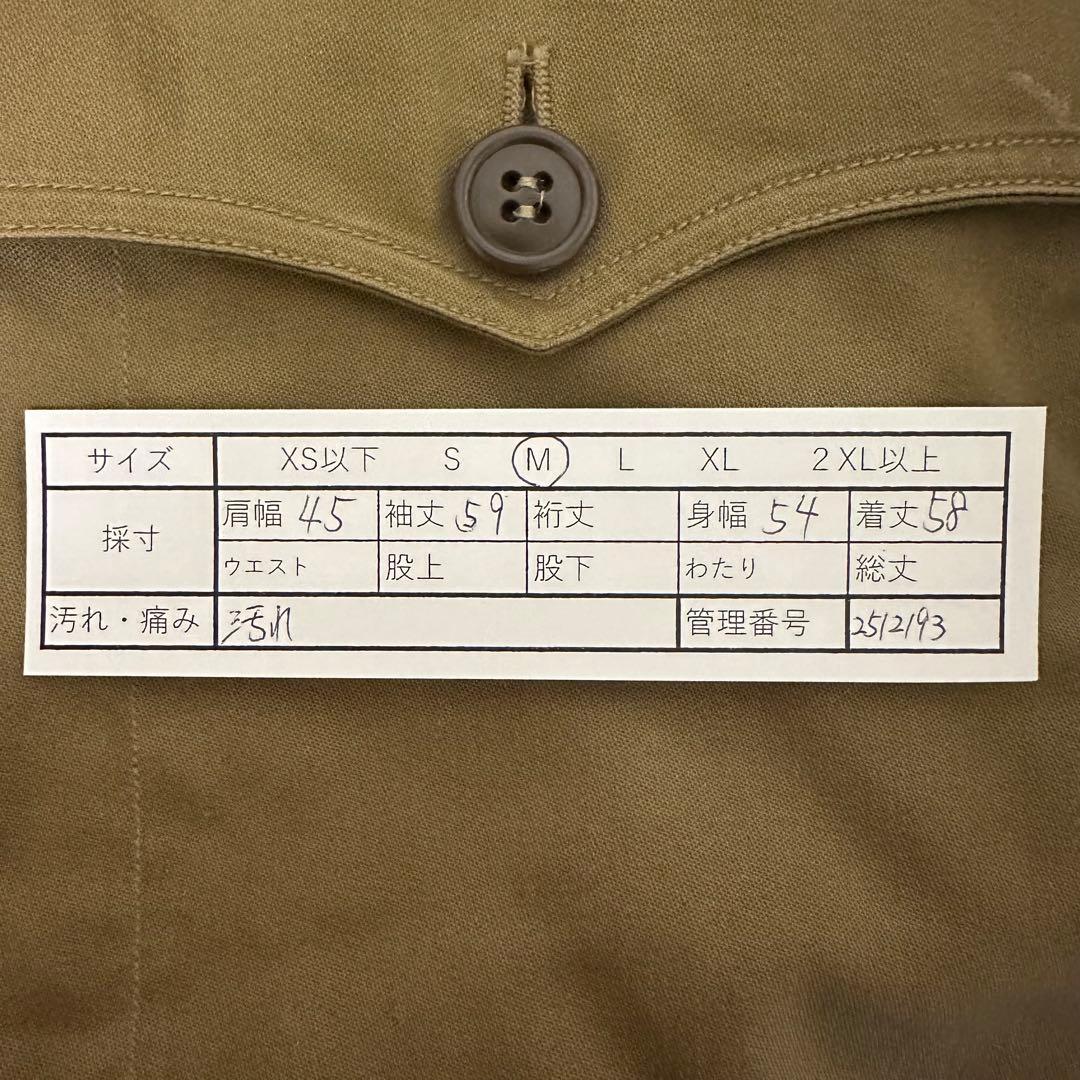 サイズ XS以下 S M L XL 2XL以上
採寸 肩幅 45 袖丈 59 裄丈 身幅 54 着丈 58
ウエスト 股上 股下 わたり 総丈
汚れ・痛み 汚れ 管理番号 2512193